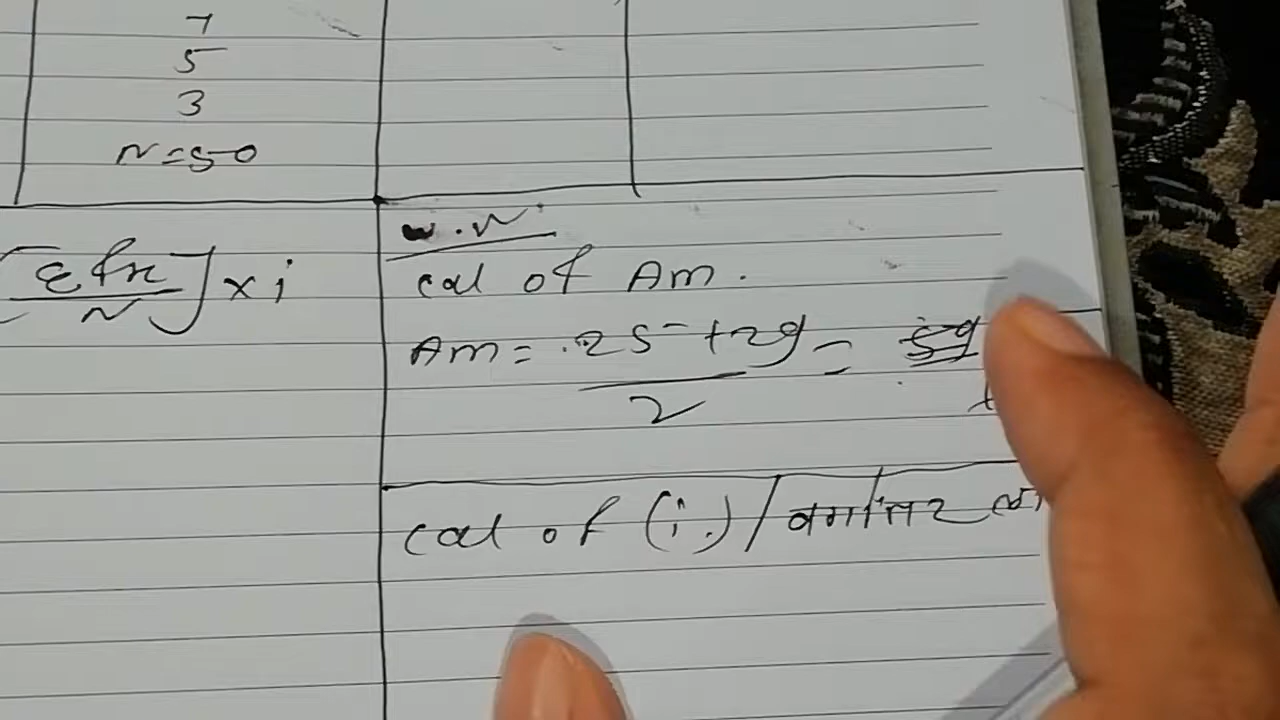 7
5
3
N=50
[Σfx/N] x i
W.N.
cal of Am.
Am = 25+29/2 =
cal of (i.) / वर्गांतर